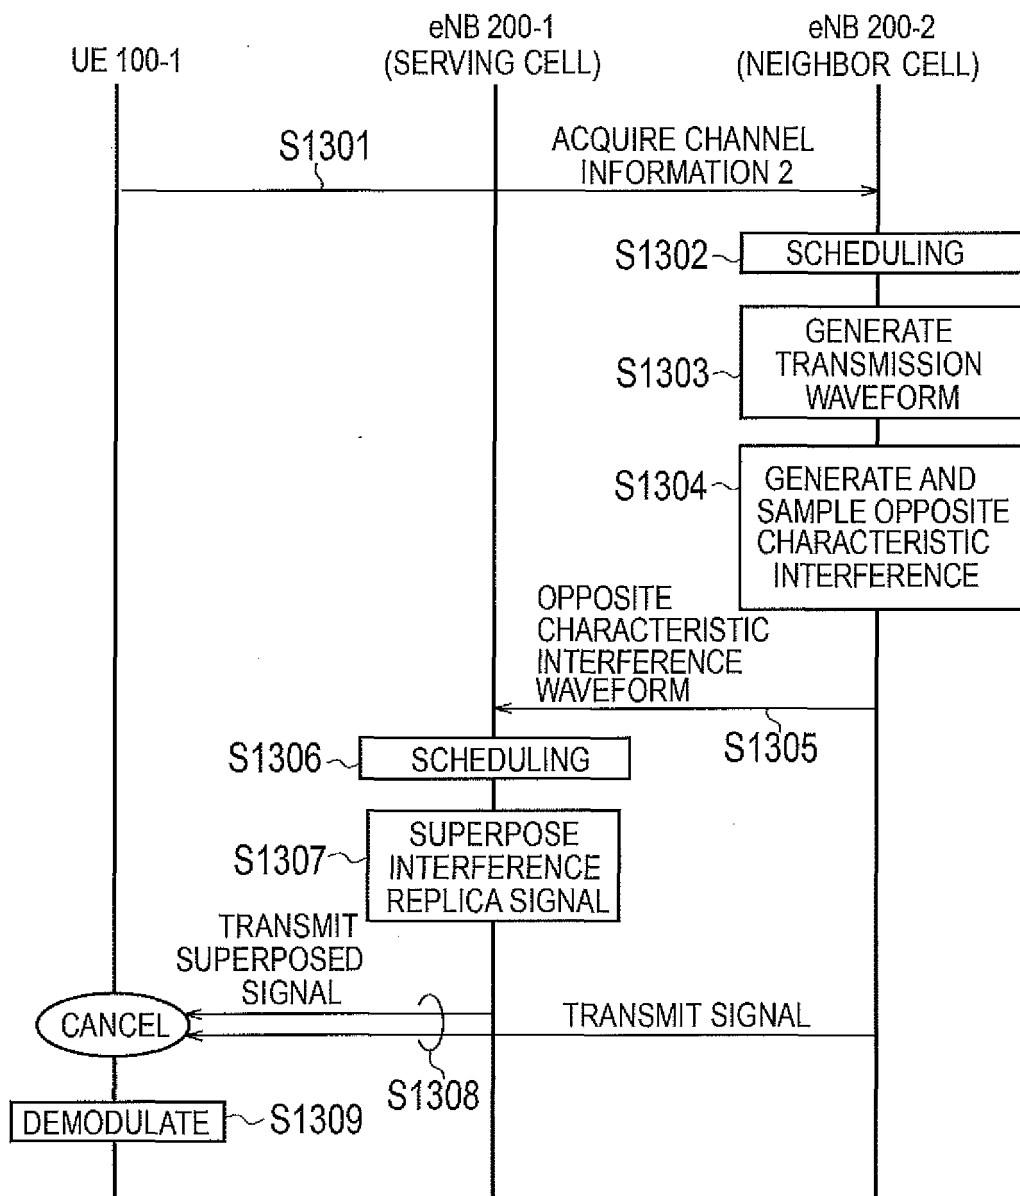 UE 100-1
eNB 200-1
(SERVING CELL)
eNB 200-2
(NEIGHBOR CELL)
S1301
ACQUIRE CHANNEL
INFORMATION 2
S1302
SCHEDULING
S1303
GENERATE
TRANSMISSION
WAVEFORM
S1304
GENERATE AND
SAMPLE OPPOSITE
CHARACTERISTIC
INTERFERENCE
OPPOSITE
CHARACTERISTIC
INTERFERENCE
WAVEFORM
S1305
S1306
SCHEDULING
S1307
SUPERPOSE
INTERFERENCE
REPLICA SIGNAL
TRANSMIT
SUPERPOSED
SIGNAL
CANCEL
TRANSMIT SIGNAL
S1308
DEMODULATE
S1309